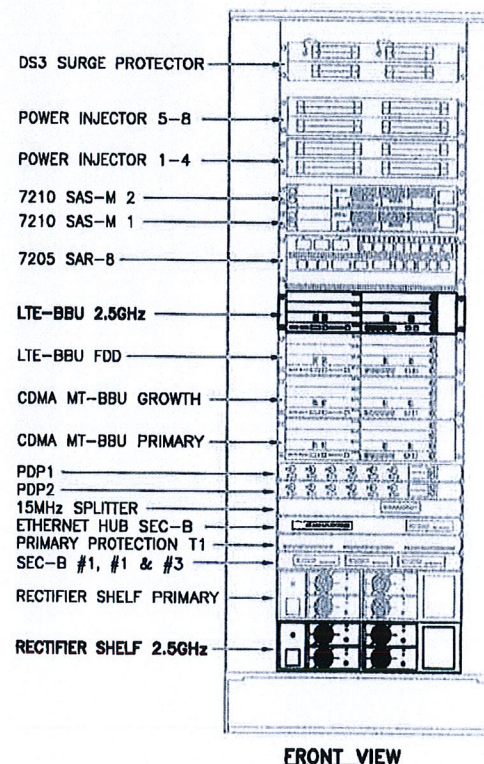 DS3 SURGE PROTECTOR
POWER INJECTOR 5-8
POWER INJECTOR 1-4
7210 SAS-M 2
7210 SAS-M 1
7205 SAR-8
LTE-BBU 2.5GHz
LTE-BBU FDD
CDMA MT-BBU GROWTH
CDMA MT-BBU PRIMARY
PDP1
PDP2
15MHz SPLITTER
ETHERNET HUB SEC-B
PRIMARY PROTECTION T1
SEC-B #1, #1 & #3
RECTIFIER SHELF PRIMARY
RECTIFIER SHELF 2.5GHz
FRONT VIEW